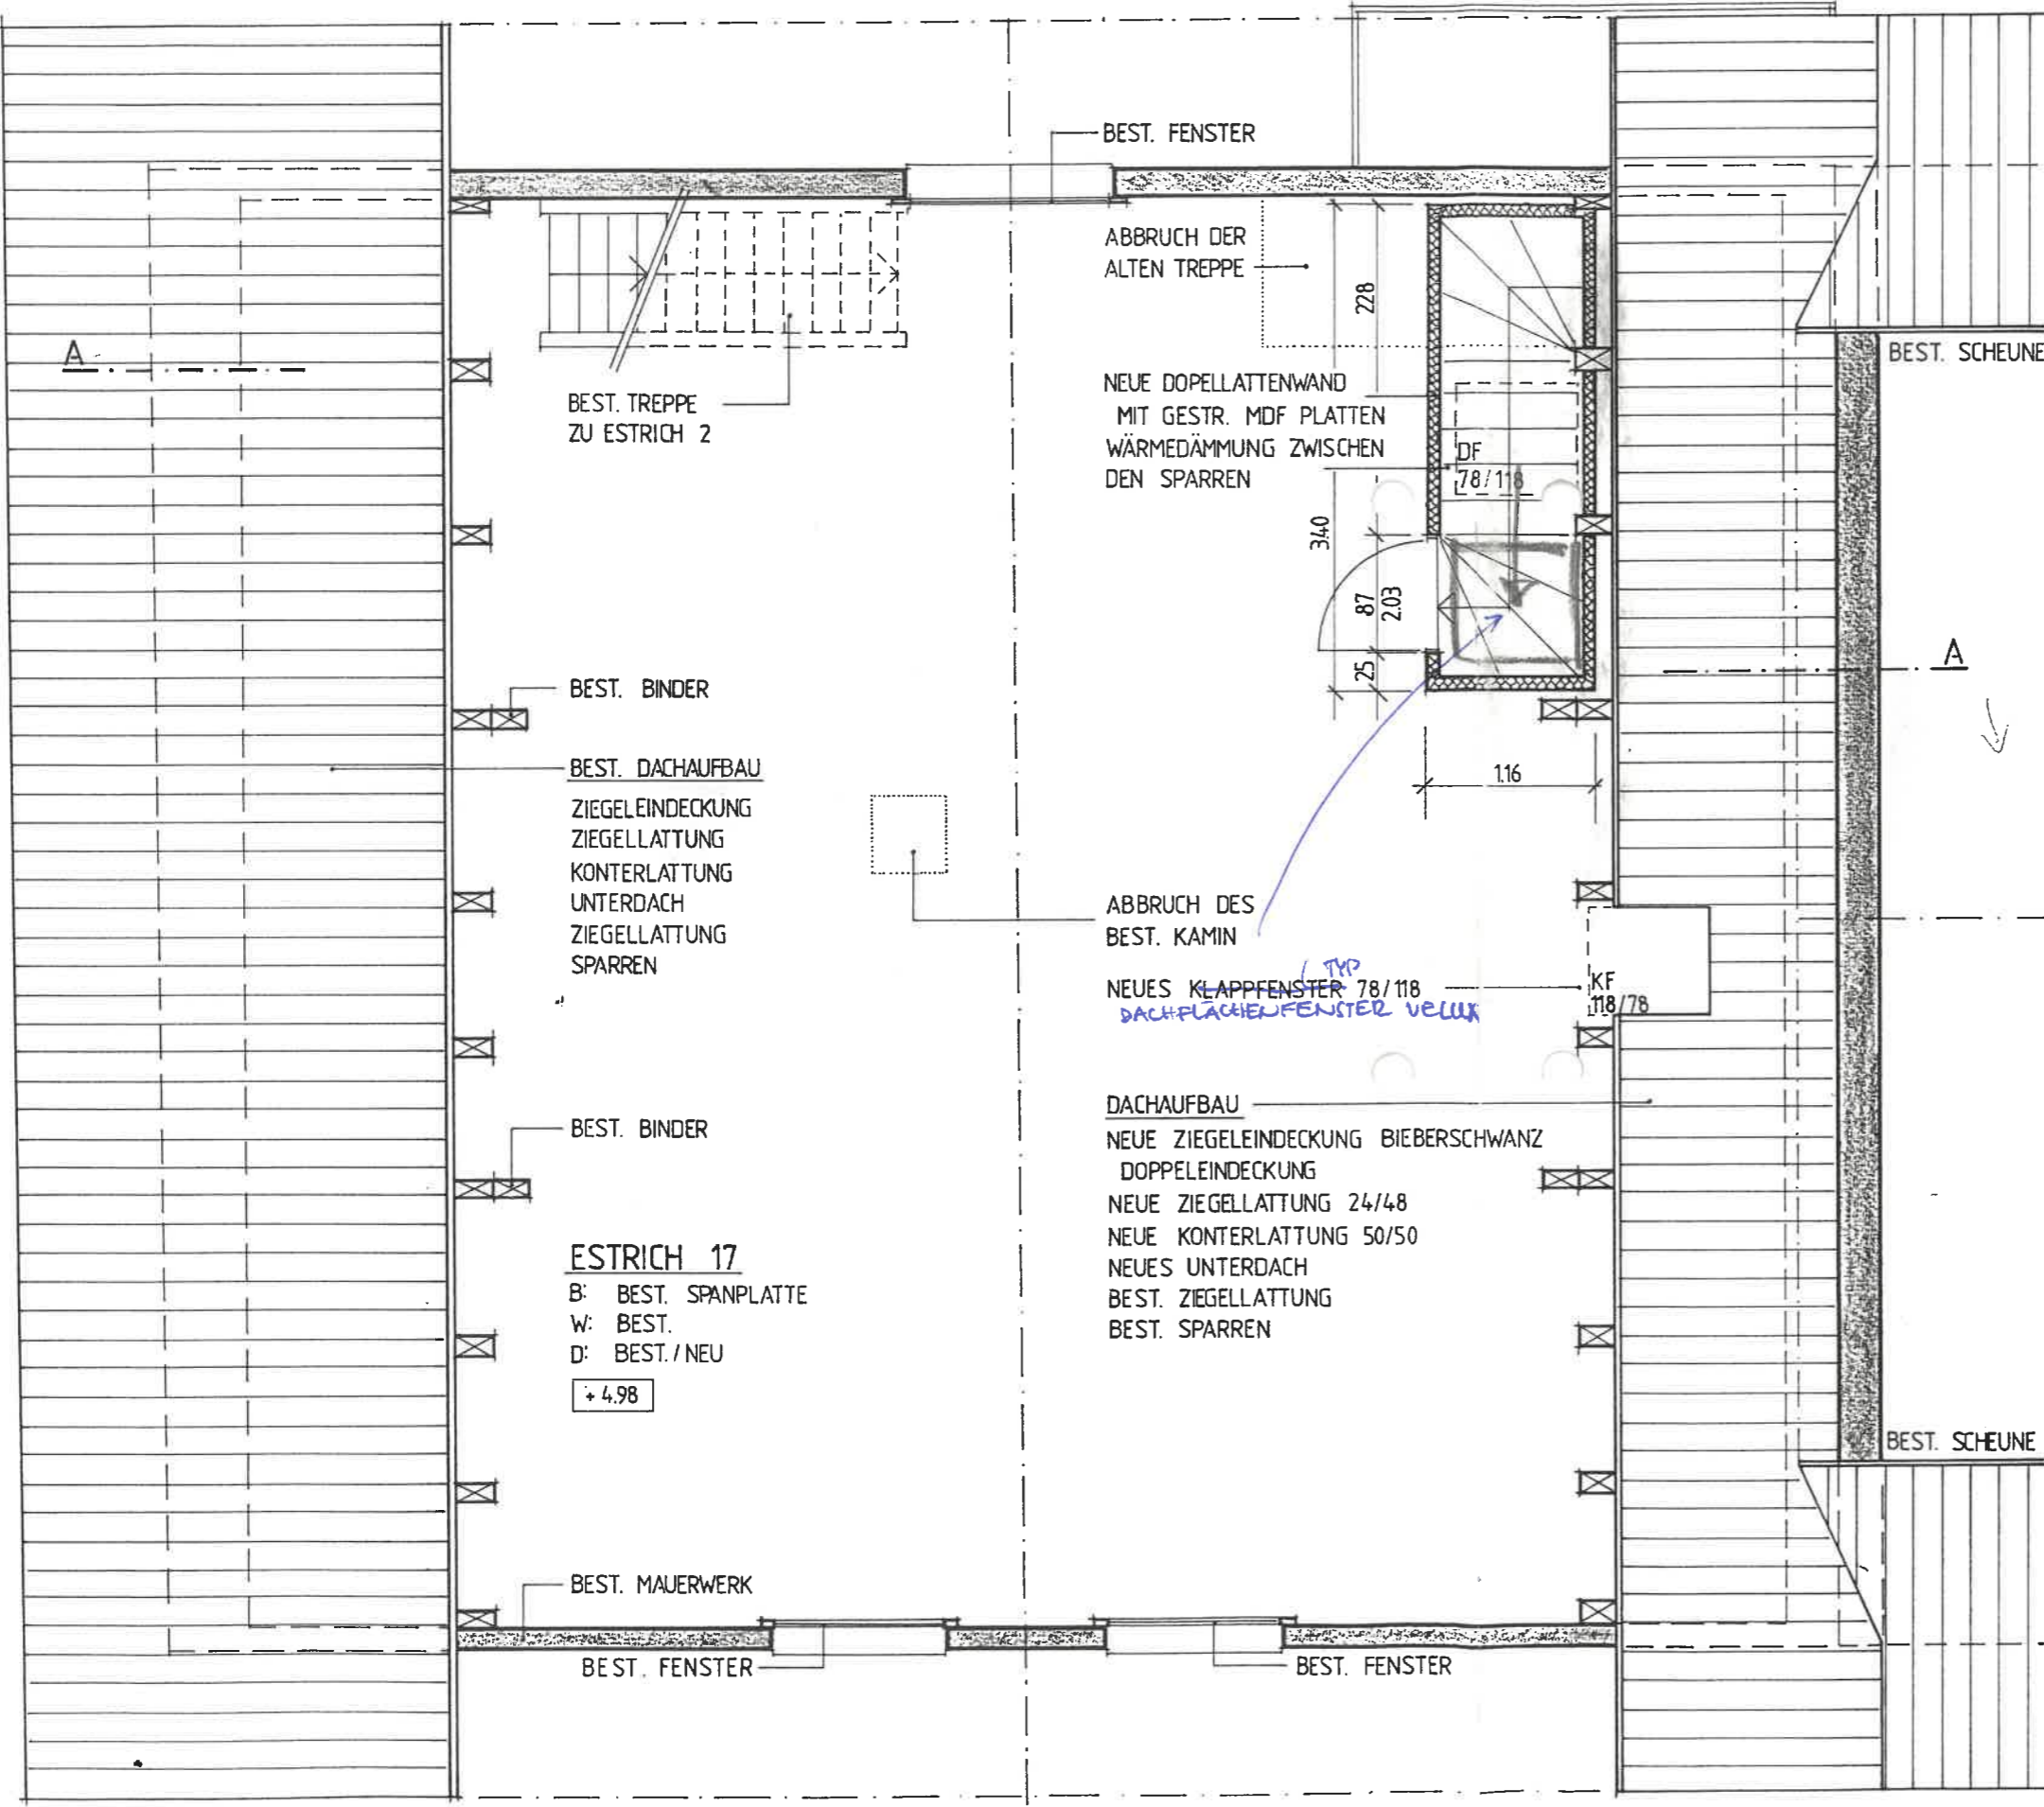 BEST. FENSTER
ABBRUCH DER
ALTEN TREPPE
228
A
BEST. SCHEUNE
BEST. TREPPE
ZU ESTRICH 2
NEUE DOPELLATTENWAND
MIT GESTR. MDF PLATTEN
WÄRMEDÄMMUNG ZWISCHEN
DEN SPARREN
DF
78/118
3.40
87
2.03
25
A
BEST. BINDER
BEST. DACHAUFBAU
ZIEGELEINDECKUNG
ZIEGELLATTUNG
KONTERLATTUNG
UNTERDACH
ZIEGELLATTUNG
SPARREN
1.16
ABBRUCH DES
BEST. KAMIN
TYP
NEUES KLAPPFENSTER 78/118
DACHFLÄCHENFENSTER VELUX
KF
118/78
BEST. BINDER
DACHAUFBAU
NEUE ZIEGELEINDECKUNG BIEBERSCHWANZ
DOPPELEINDECKUNG
NEUE ZIEGELLATTUNG 24/48
NEUE KONTERLATTUNG 50/50
NEUES UNTERDACH
BEST. ZIEGELLATTUNG
BEST. SPARREN
ESTRICH 17
B: BEST. SPANPLATTE
W: BEST.
D: BEST./NEU
+ 4.98
BEST. SCHEUNE
BEST. MAUERWERK
BEST. FENSTER
BEST. FENSTER